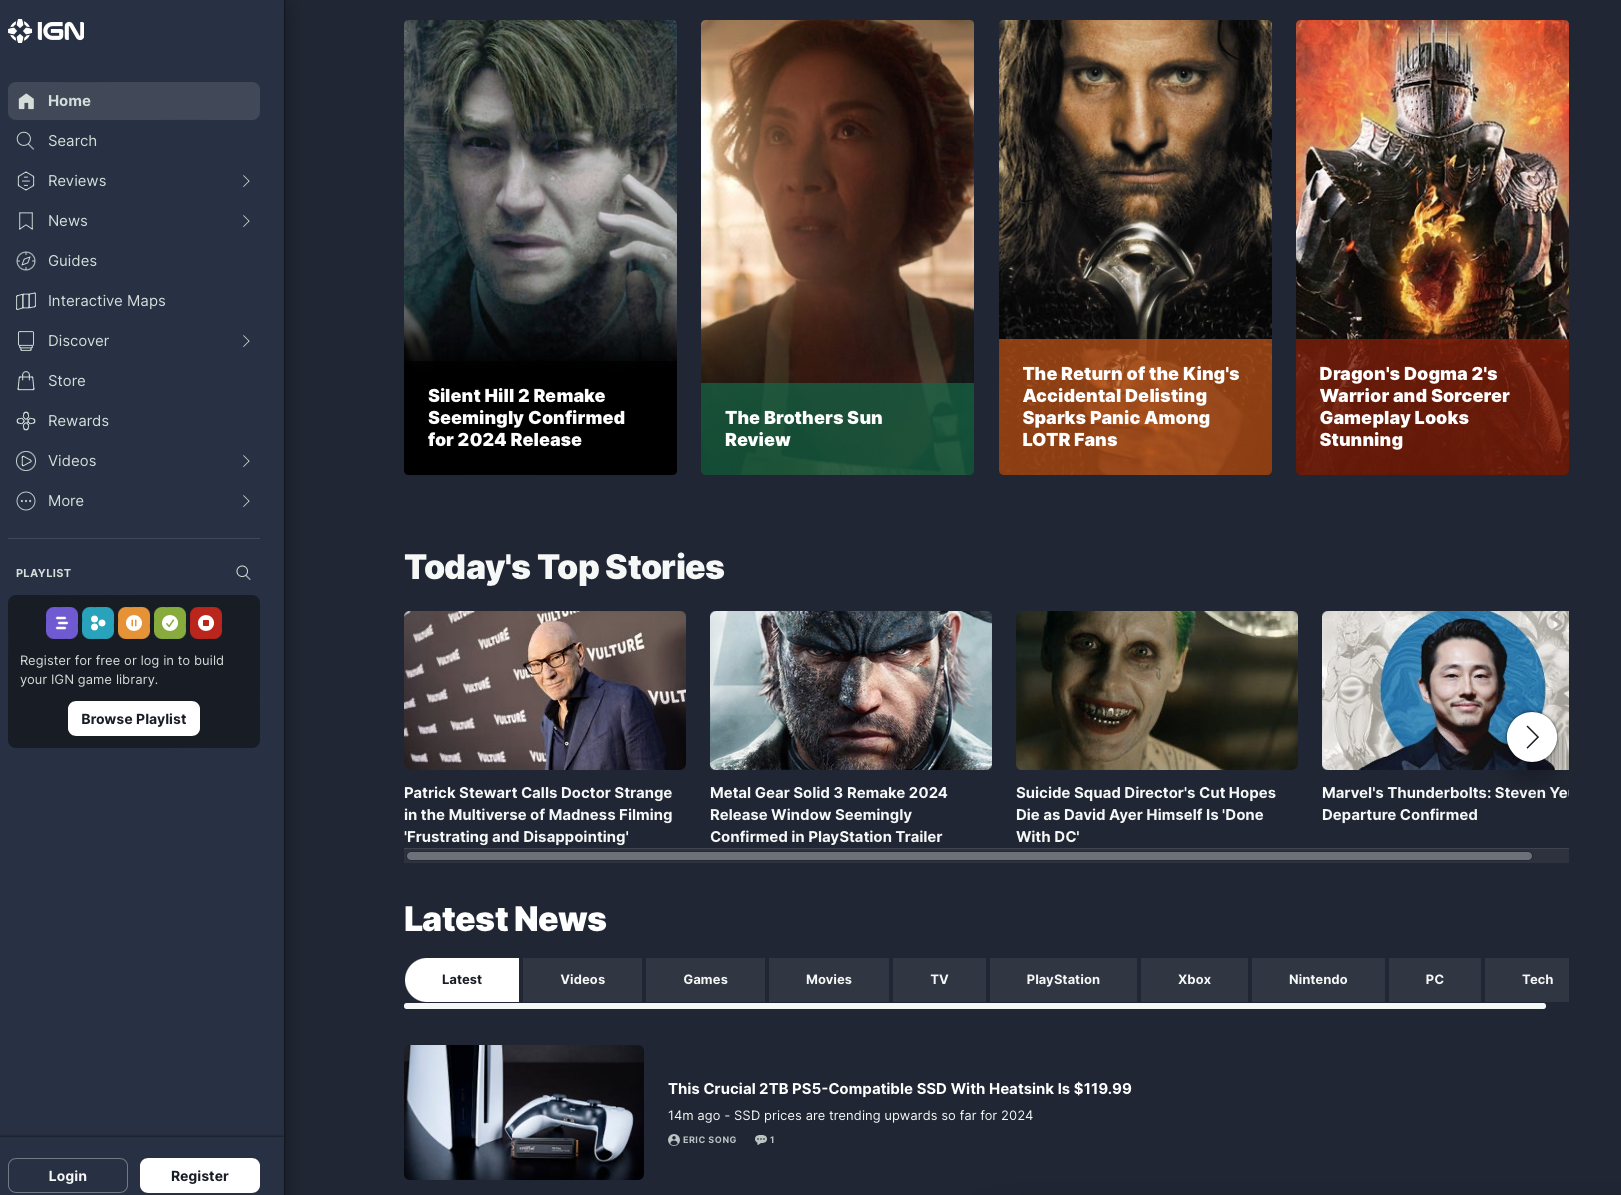 IGN
Home
Search
Reviews
News
Guides
Interactive Maps
Discover
Store
Rewards
Videos
More
PLAYLIST
Register for free or log in to build
your IGN game library.
Browse Playlist
Login
Register
Silent Hill 2 Remake
Seemingly Confirmed
for 2024 Release
The Brothers Sun
Review
The Return of the King's
Accidental Delisting
Sparks Panic Among
LOTR Fans
Dragon's Dogma 2's
Warrior and Sorcerer
Gameplay Looks
Stunning
Today's Top Stories
VULTURE
VULTURE
VULTURE
Patrick Stewart Calls Doctor Strange
in the Multiverse of Madness Filming
'Frustrating and Disappointing'
Metal Gear Solid 3 Remake 2024
Release Window Seemingly
Confirmed in PlayStation Trailer
Suicide Squad Director's Cut Hopes
Die as David Ayer Himself Is 'Done
With DC'
Marvel's Thunderbolts: Steven Ye
Departure Confirmed
Latest News
Latest
Videos
Games
Movies
TV
PlayStation
Xbox
Nintendo
PC
Tech
This Crucial 2TB PS5-Compatible SSD With Heatsink Is $119.99
14m ago - SSD prices are trending upwards so far for 2024
ERIC SONG 1